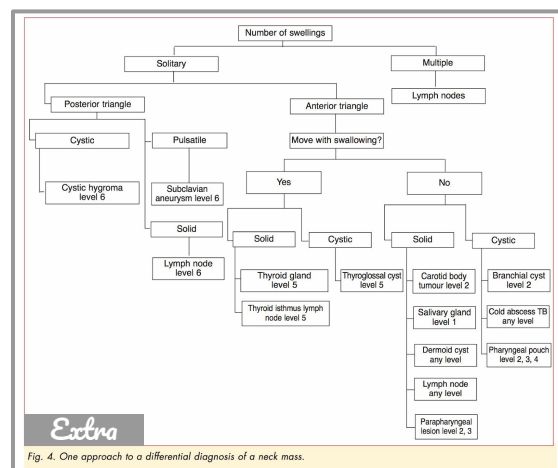 Number of swellings
Solitary
Multiple
Lymph nodes
Posterior triangle
Anterior triangle
Cystic
Pulsatile
Move with swallowing?
Cystic hygroma
level 6
Subclavian
aneurysm level 6
Yes
No
Solid
Lymph node
level 6
Solid
Cystic
Solid
Cystic
Thyroid gland
level 5
Thyroglossal cyst
level 5
Carotid body
tumour level 2
Branchial cyst
level 2
Thyroid isthmus lymph
node level 5
Salivary gland
level 1
Cold abscess TB
any level
Dermoid cyst
any level
Pharyngeal pouch
level 2, 3, 4
Lymph node
any level
Parapharyngeal
lesion level 2, 3
Extra
Fig. 4. One approach to a differential diagnosis of a neck mass.